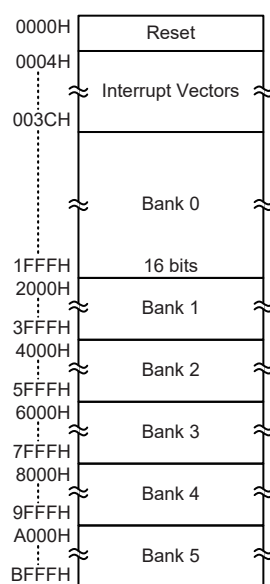 0000H
Reset
0004H
Interrupt Vectors
003CH
Bank 0
1FFFH
16 bits
2000H
Bank 1
3FFFH
4000H
Bank 2
5FFFH
6000H
Bank 3
7FFFH
8000H
Bank 4
9FFFH
A000H
Bank 5
BFFFH